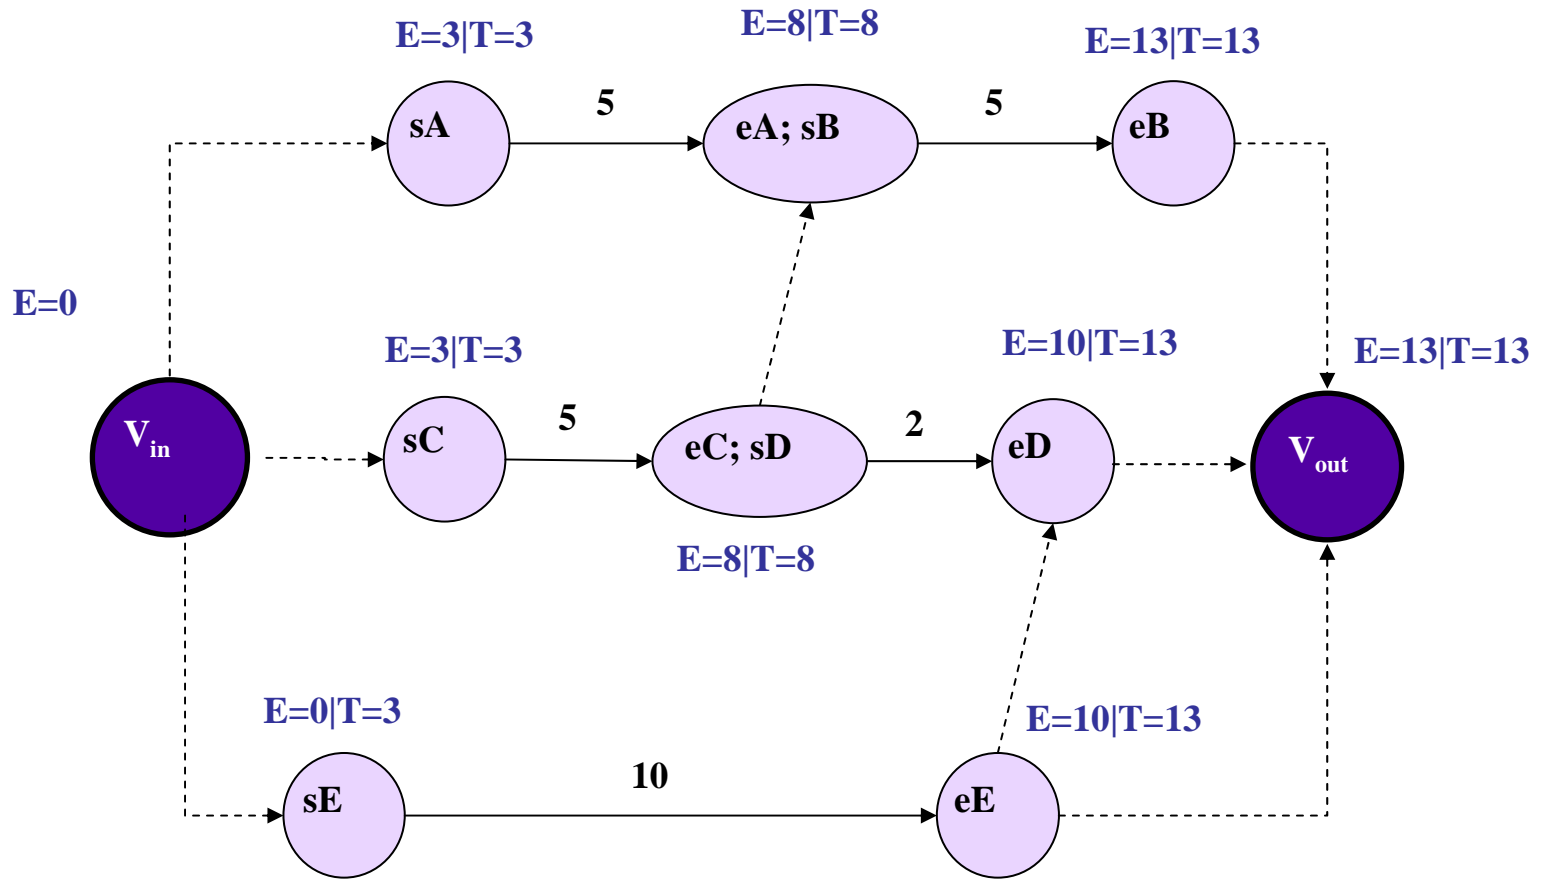 E=3|T=3
E=8|T=8
E=13|T=13
sA
5
eA; sB
5
eB
E=0
E=3|T=3
E=10|T=13
E=13|T=13
Vin
sC
5
eC; sD
2
eD
Vout
E=8|T=8
E=0|T=3
E=10|T=13
sE
10
eE